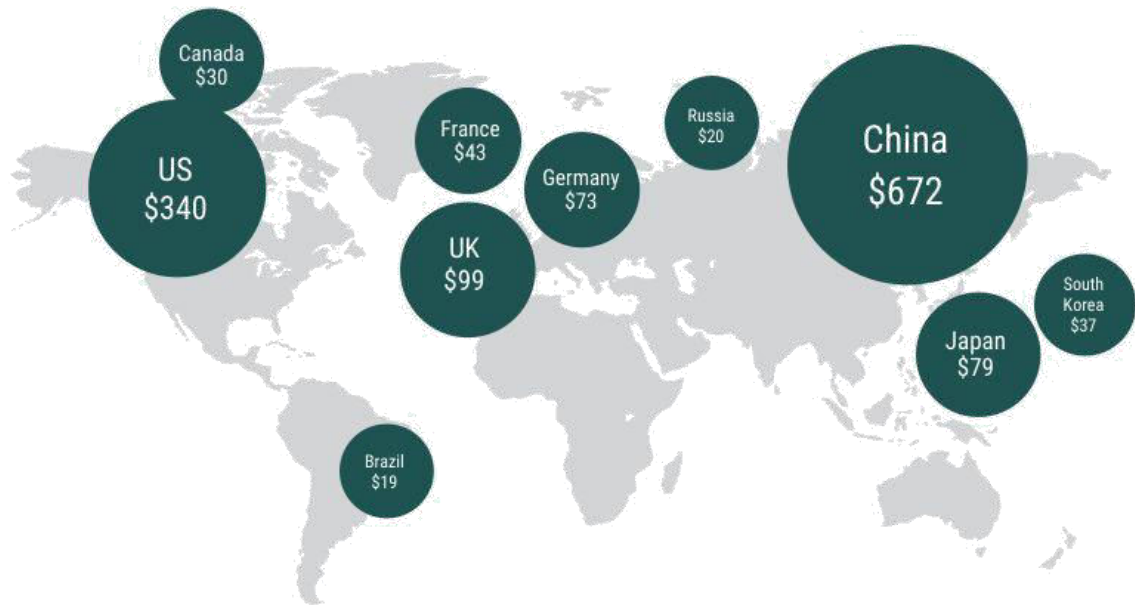 Canada
$30
US
$340
France
$43
Germany
$73
UK
$99
Russia
$20
China
$672
South
Korea
$37
Japan
$79
Brazil
$19